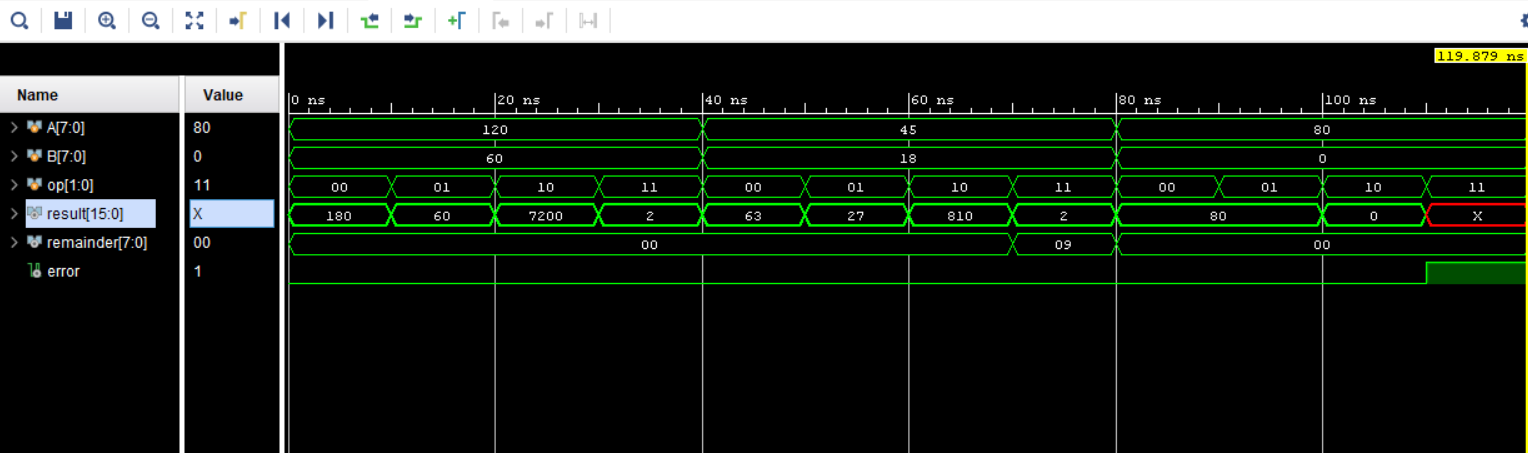 119.879 ns
Name Value 0 ns 20 ns 40 ns 60 ns 80 ns 100 ns
A[7:0] 80 120 45 80
B[7:0] 0 60 18 0
op[1:0] 11 00 01 10 11 00 01 10 11 00 01 10 11
result[15:0] X 180 60 7200 2 63 27 810 2 80 0 X
remainder[7:0] 00 00 09 00
error 1